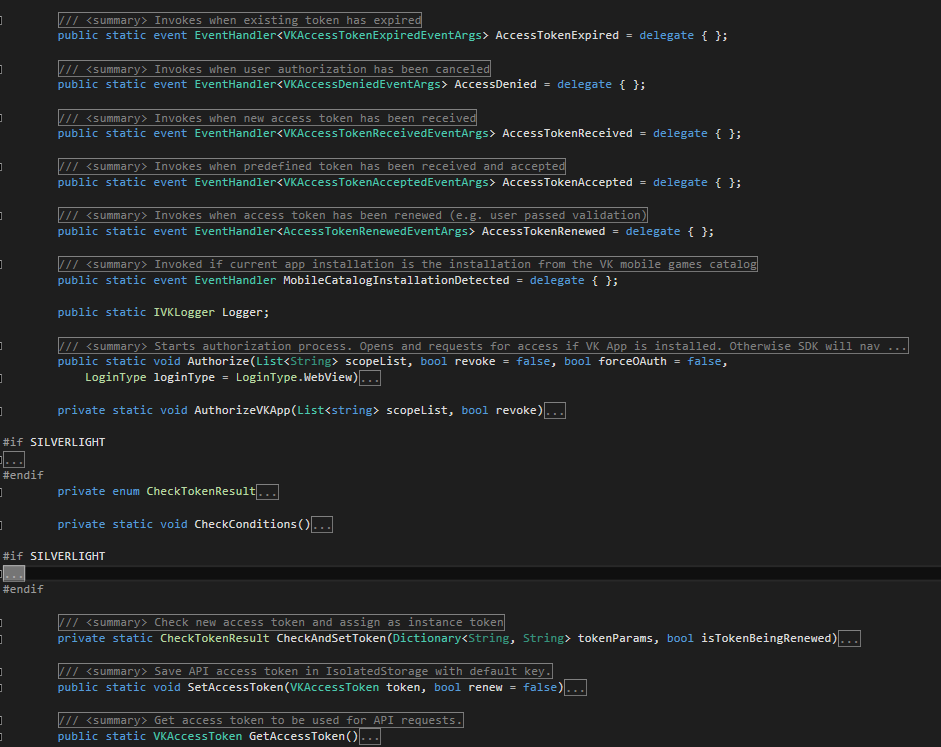 /// <summary> Invokes when existing token has expired
public static event EventHandler<VKAccessTokenExpiredEventArgs> AccessTokenExpired = delegate { };
/// <summary> Invokes when user authorization has been canceled
public static event EventHandler<VKAccessDeniedEventArgs> AccessDenied = delegate { };
/// <summary> Invokes when new access token has been received
public static event EventHandler<VKAccessTokenReceivedEventArgs> AccessTokenReceived = delegate { };
/// <summary> Invokes when predefined token has been received and accepted
public static event EventHandler<VKAccessTokenAcceptedEventArgs> AccessTokenAccepted = delegate { };
/// <summary> Invokes when access token has been renewed (e.g. user passed validation)
public static event EventHandler<AccessTokenRenewedEventArgs> AccessTokenRenewed = delegate { };
/// <summary> Invoked if current app installation is the installation from the VK mobile games catalog
public static event EventHandler MobileCatalogInstallationDetected = delegate { };
public static IVKLogger Logger;
/// <summary> Starts authorization process. Opens and requests for access if VK App is installed. Otherwise SDK will nav ...
public static void Authorize(List<String> scopeList, bool revoke = false, bool forceOAuth = false,
LoginType loginType = LoginType.WebView)...
private static void AuthorizeVKApp(List<string> scopeList, bool revoke)...
#if SILVERLIGHT
...
#endif
private enum CheckTokenResult...
private static void CheckConditions()...
#if SILVERLIGHT
...
#endif
/// <summary> Check new access token and assign as instance token
private static CheckTokenResult CheckAndSetToken(Dictionary<String, String> tokenParams, bool isTokenBeingRenewed)...
/// <summary> Save API access token in IsolatedStorage with default key.
public static void SetAccessToken(VKAccessToken token, bool renew = false)...
/// <summary> Get access token to be used for API requests.
public static VKAccessToken GetAccessToken()...